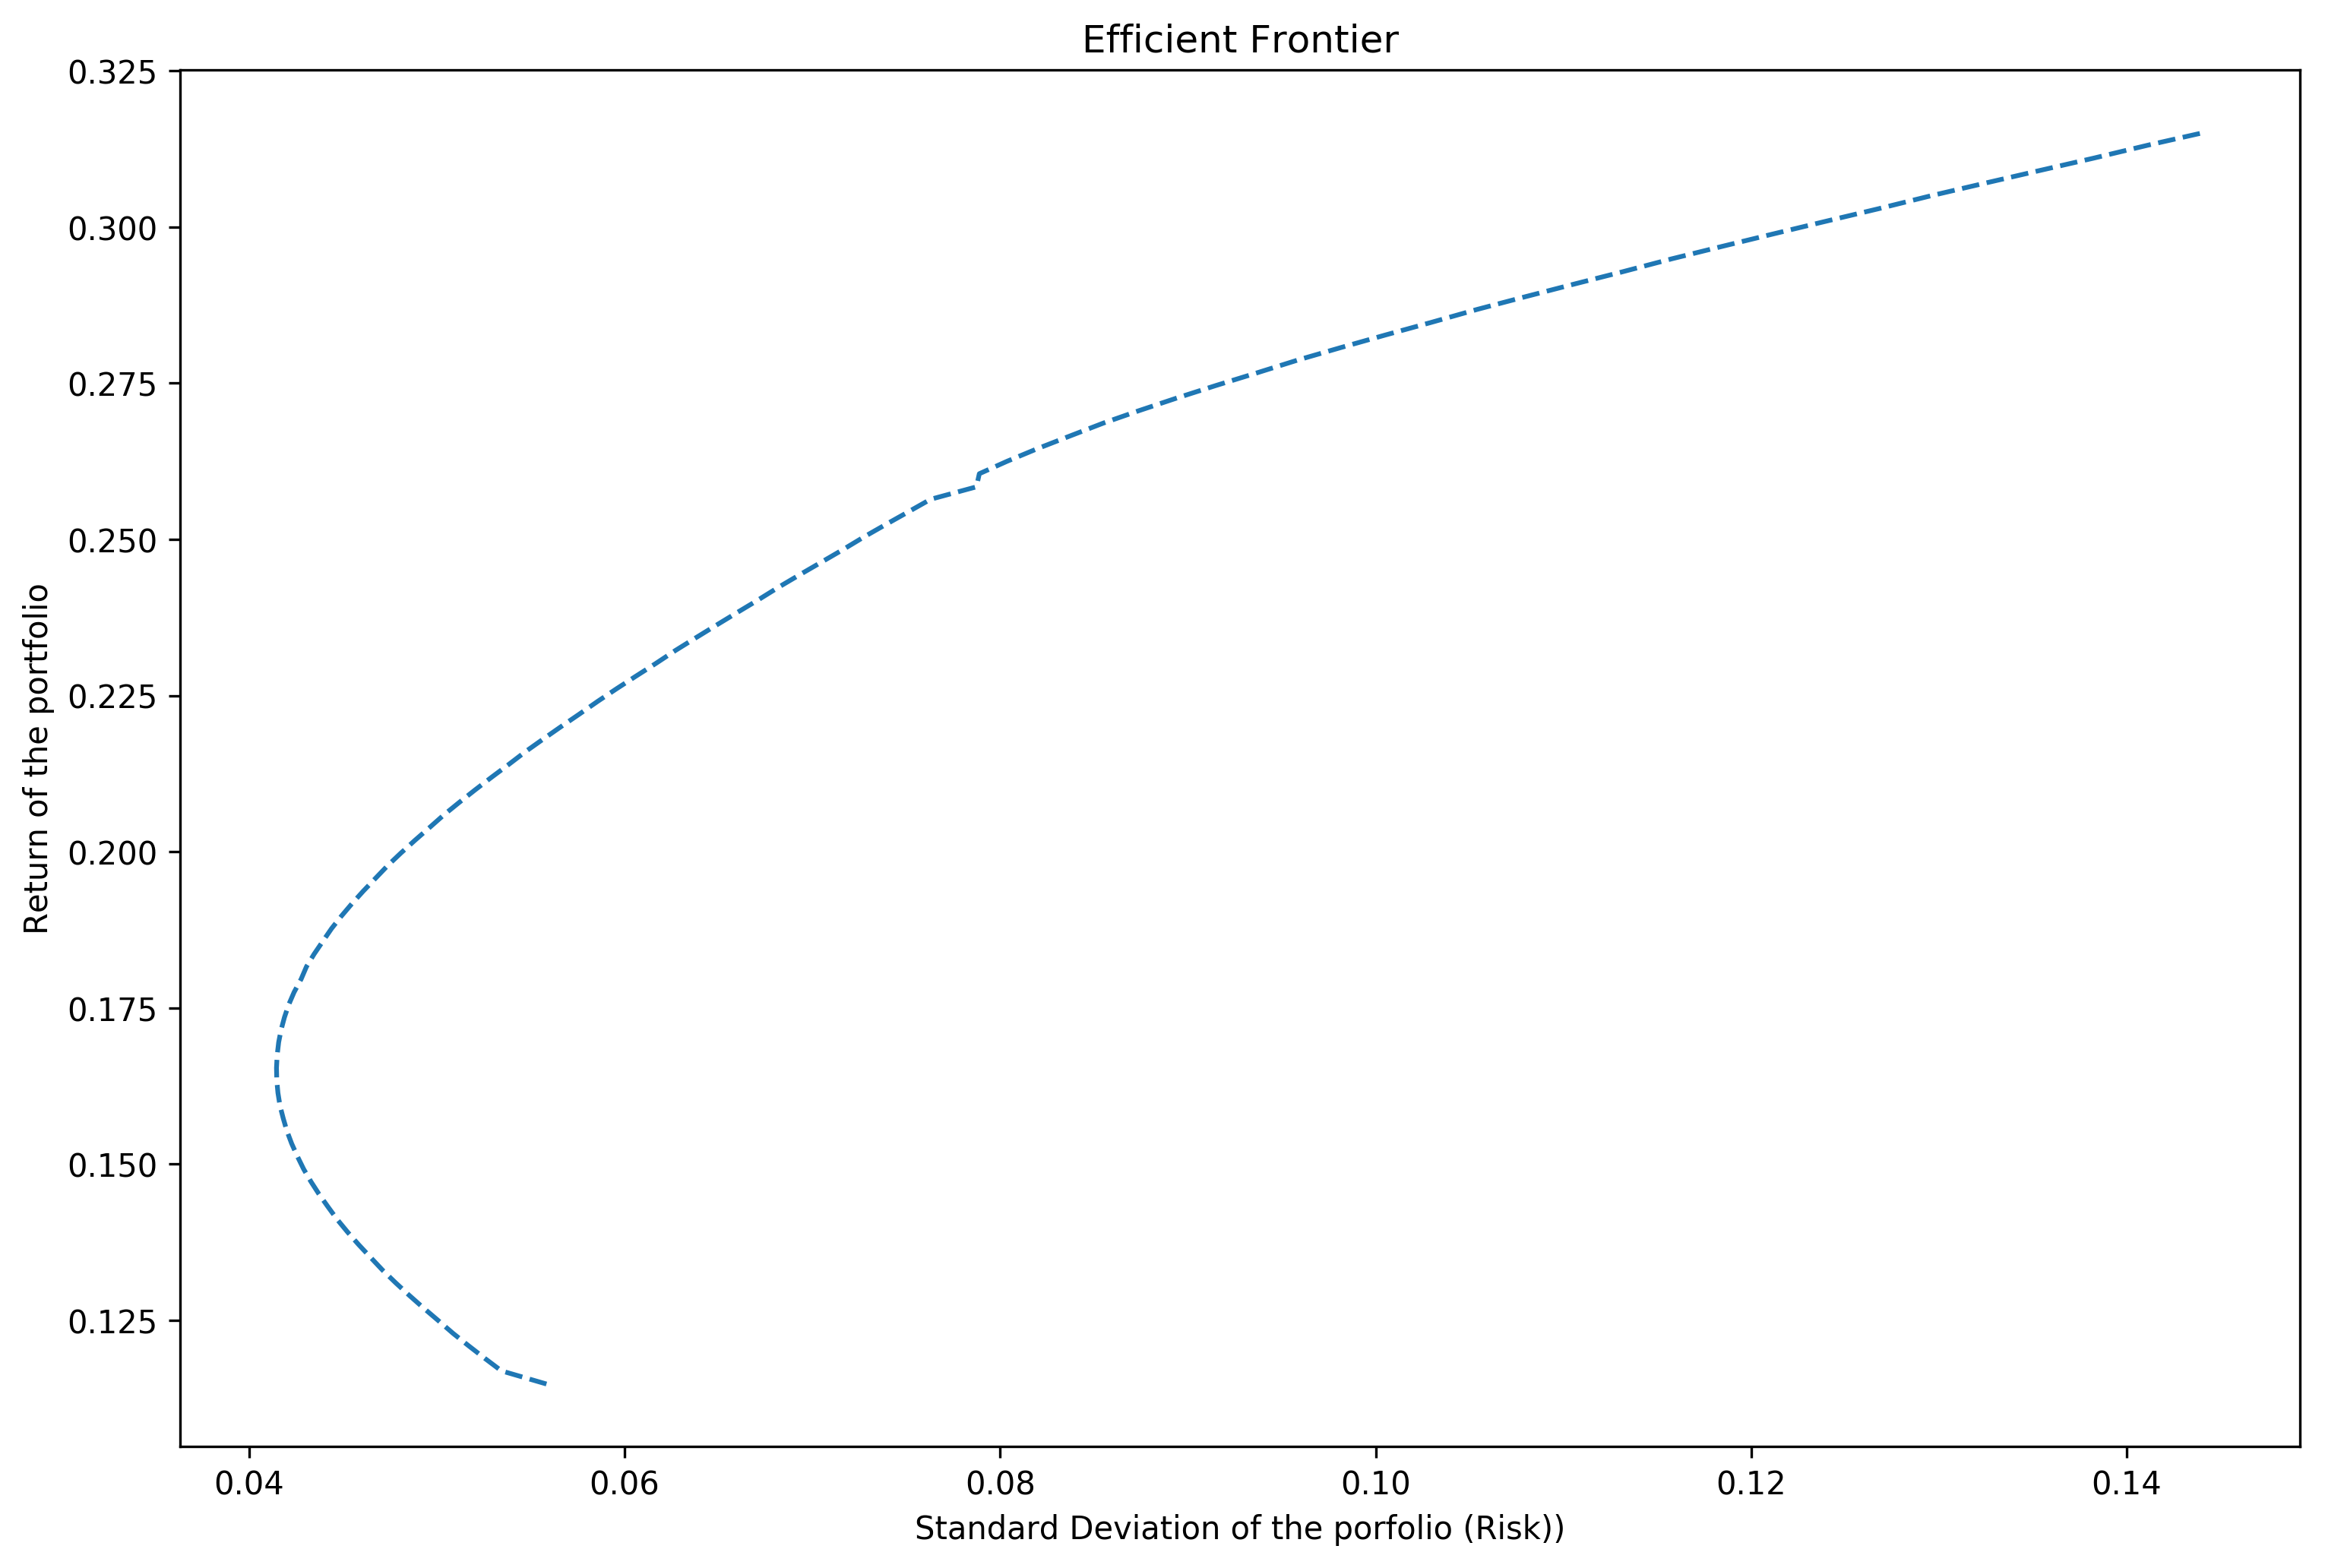 Efficient Frontier
0.325
0.300
0.275
0.250
0.225
0.200
0.175
0.150
0.125
Return of the portfolio
0.04 0.06 0.08 0.10 0.12 0.14
Standard Deviation of the porfolio (Risk))